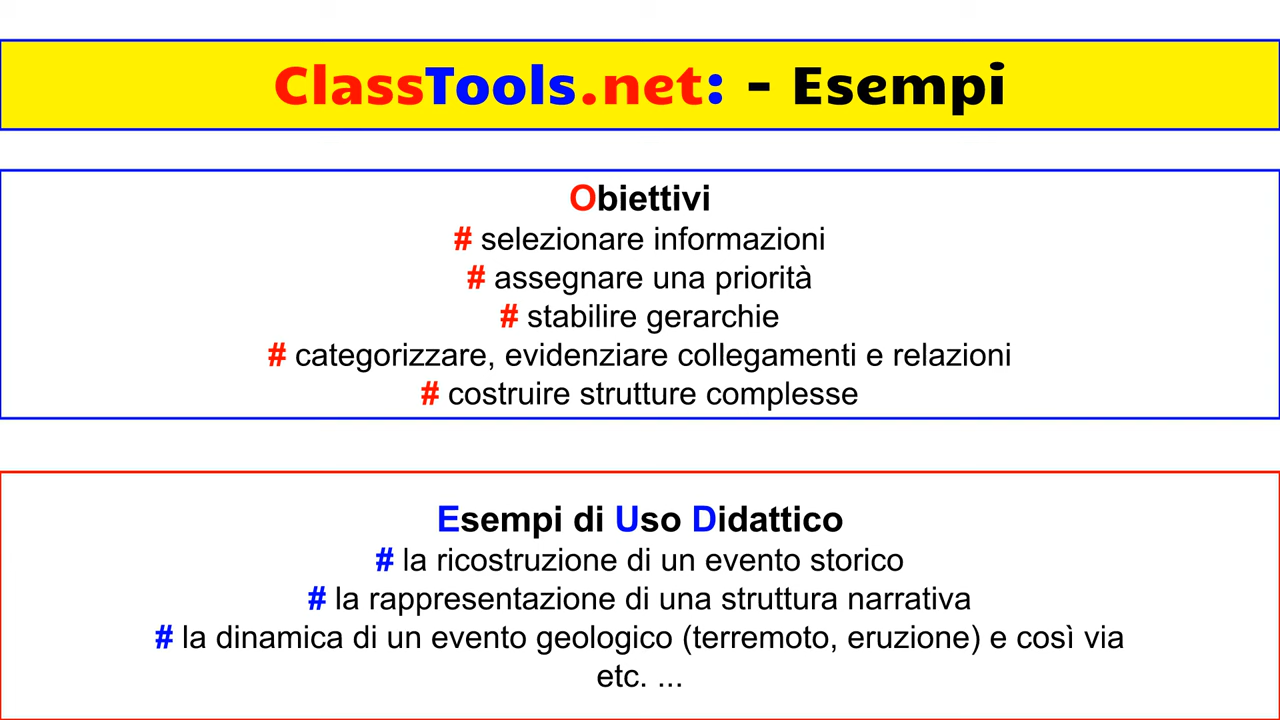 ClassTools.net: - Esempi
Obiettivi
# selezionare informazioni
# assegnare una priorità
# stabilire gerarchie
# categorizzare, evidenziare collegamenti e relazioni
# costruire strutture complesse
Esempi di Uso Didattico
# la ricostruzione di un evento storico
# la rappresentazione di una struttura narrativa
# la dinamica di un evento geologico (terremoto, eruzione) e così via
etc. ...